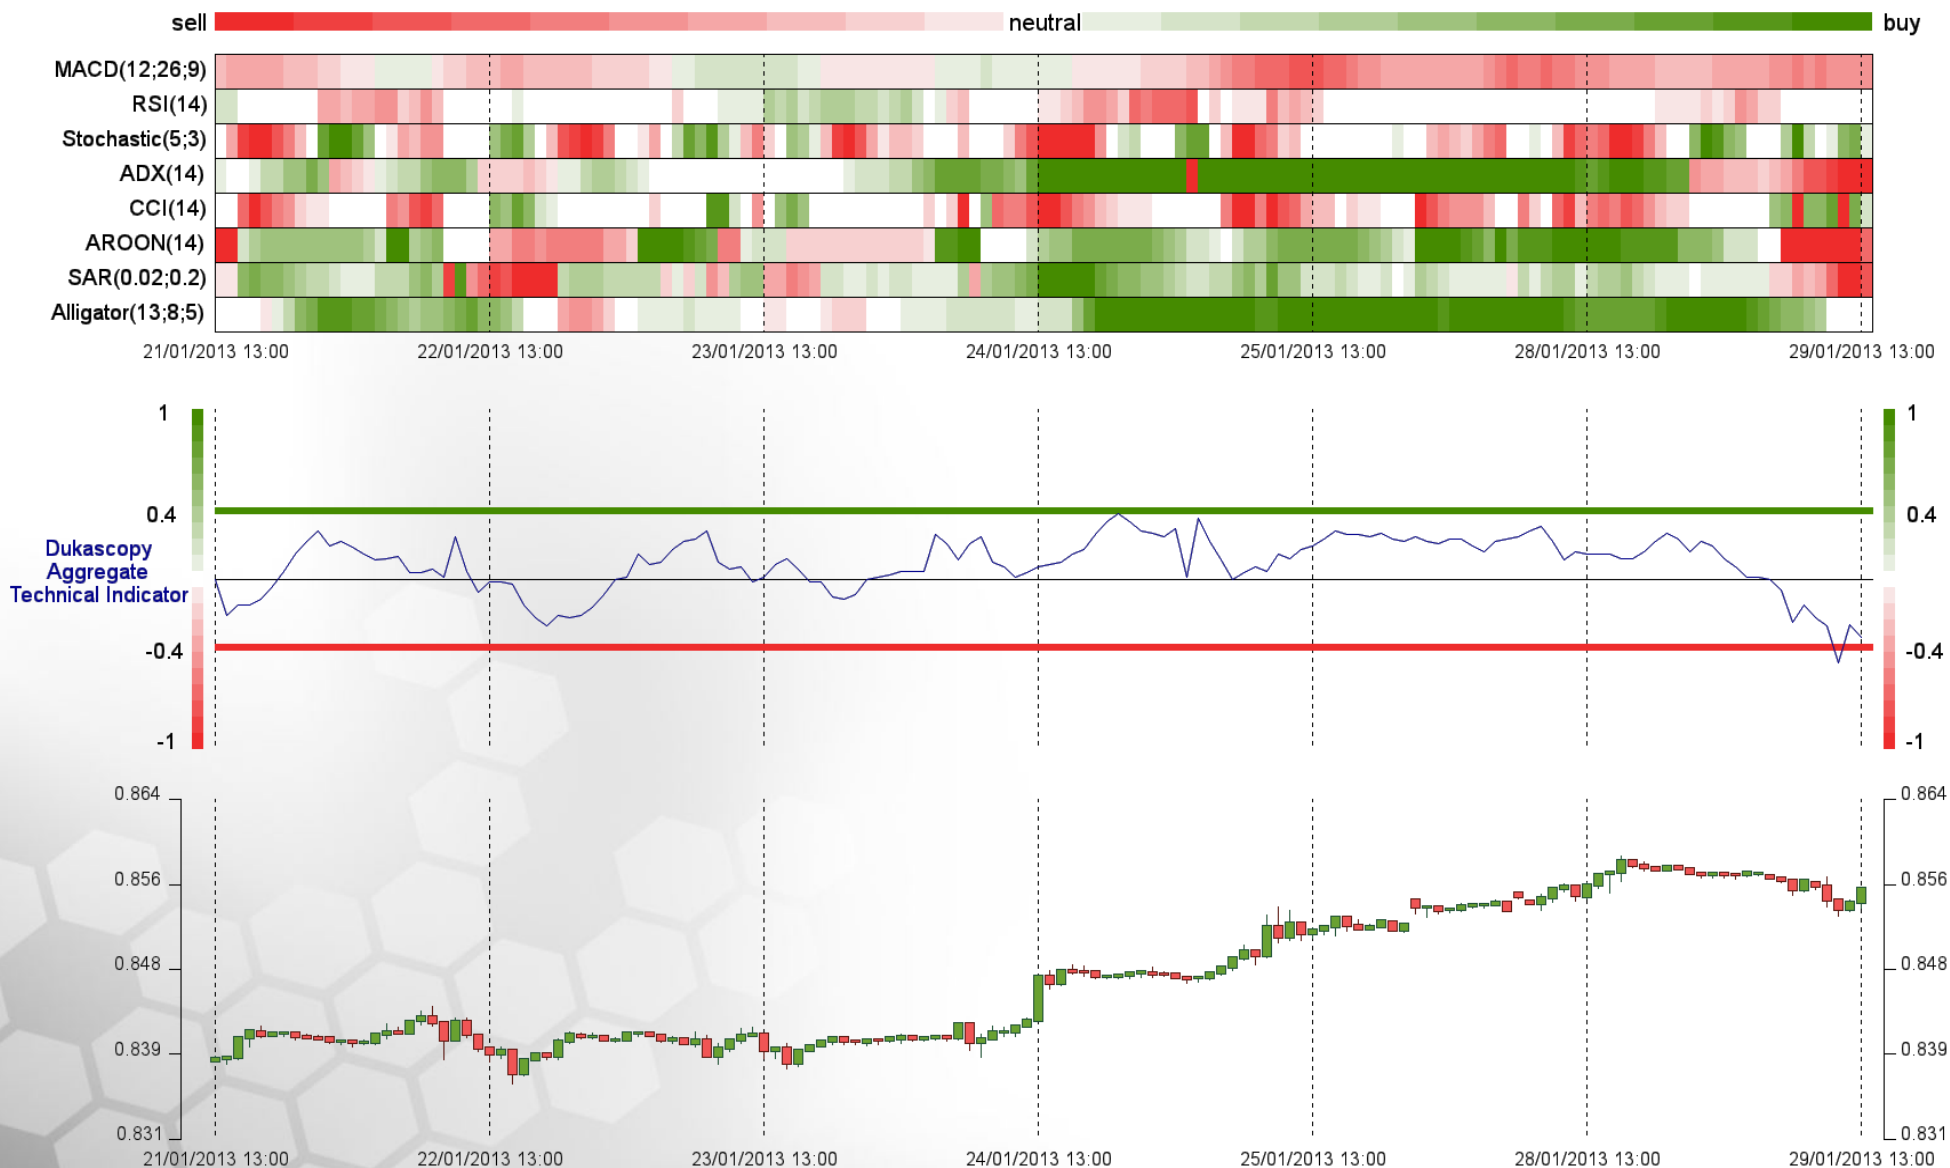 sell neutral buy
MACD(12;26;9)
RSI(14)
Stochastic(5;3)
ADX(14)
CCI(14)
AROON(14)
SAR(0.02;0.2)
Alligator(13;8;5)
21/01/2013 13:00 22/01/2013 13:00 23/01/2013 13:00 24/01/2013 13:00 25/01/2013 13:00 28/01/2013 13:00 29/01/2013 13:00
1 1
0.4 0.4
Dukascopy
Aggregate
Technical Indicator
-0.4 -0.4
-1 -1
0.864 0.864
0.856 0.856
0.848 0.848
0.839 0.839
0.831 0.831
21/01/2013 13:00 22/01/2013 13:00 23/01/2013 13:00 24/01/2013 13:00 25/01/2013 13:00 28/01/2013 13:00 29/01/2013 13:00